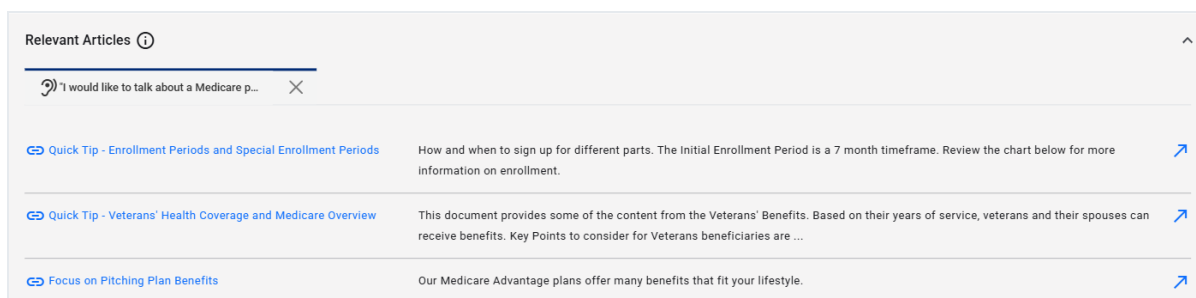 Relevant Articles
"I would like to talk about a Medicare p...
Quick Tip - Enrollment Periods and Special Enrollment Periods
How and when to sign up for different parts. The Initial Enrollment Period is a 7 month timeframe. Review the chart below for more
information on enrollment.
Quick Tip - Veterans' Health Coverage and Medicare Overview
This document provides some of the content from the Veterans' Benefits. Based on their years of service, veterans and their spouses can
receive benefits. Key Points to consider for Veterans beneficiaries are ...
Focus on Pitching Plan Benefits
Our Medicare Advantage plans offer many benefits that fit your lifestyle.